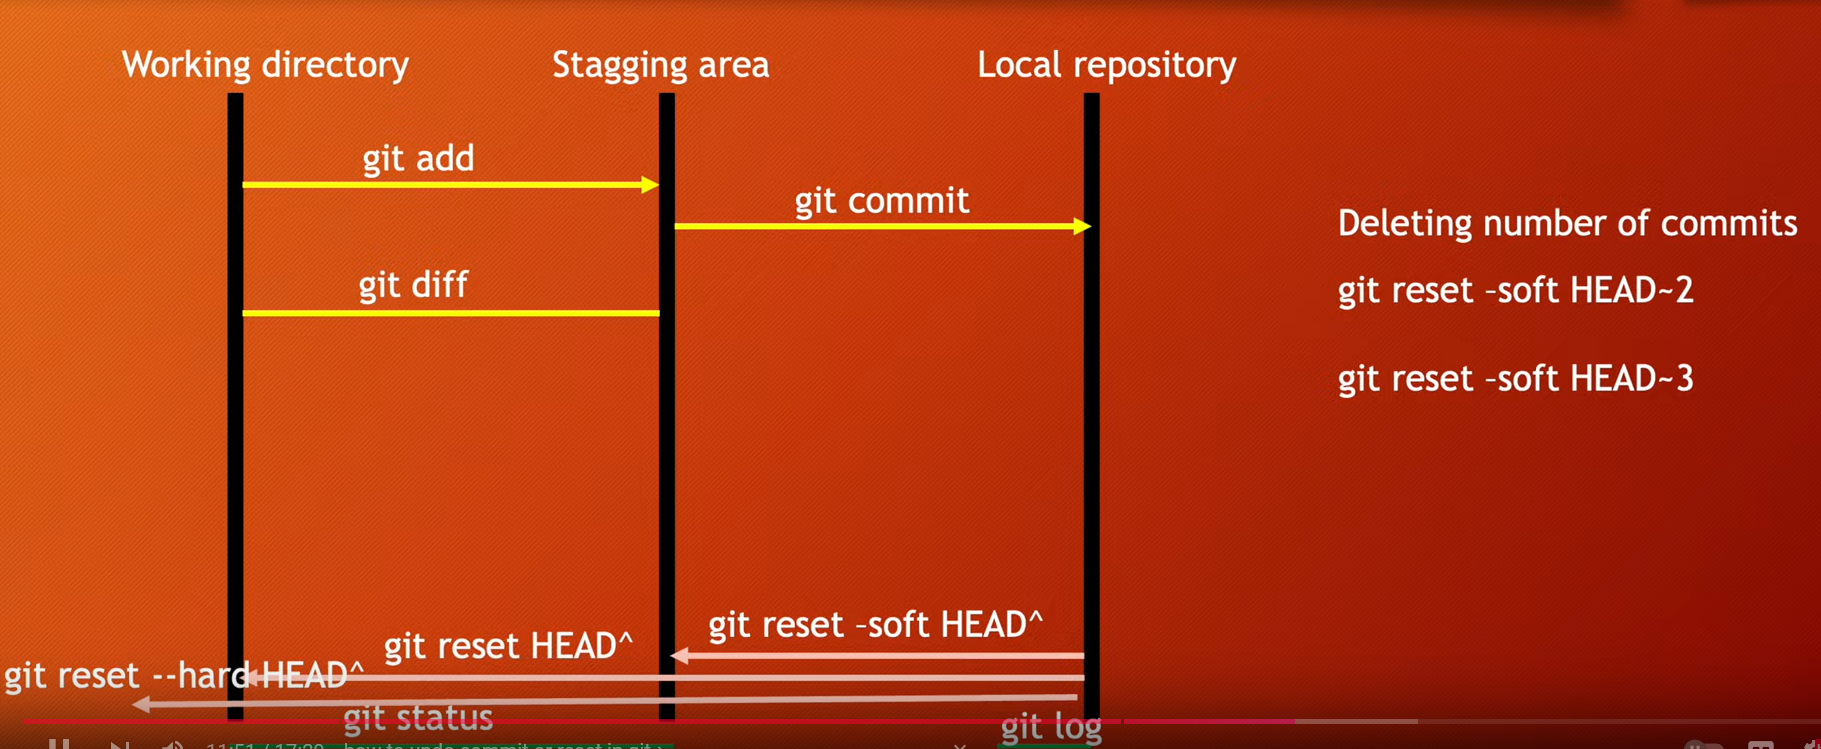 Working directory
Stagging area
Local repository
git add
git commit
Deleting number of commits
git diff
git reset –soft HEAD~2
git reset –soft HEAD~3
git reset –soft HEAD^
git reset HEAD^
git reset --hard HEAD^
git status
git log
11:51 / 17:20
how to undo commit or reset in git